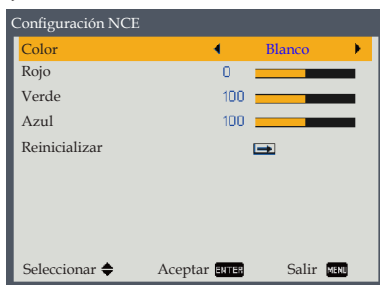 Configuración NCE
Color Blanco
Rojo 0
Verde 100
Azul 100
Reinicializar
Seleccionar Aceptar ENTER Salir MENU